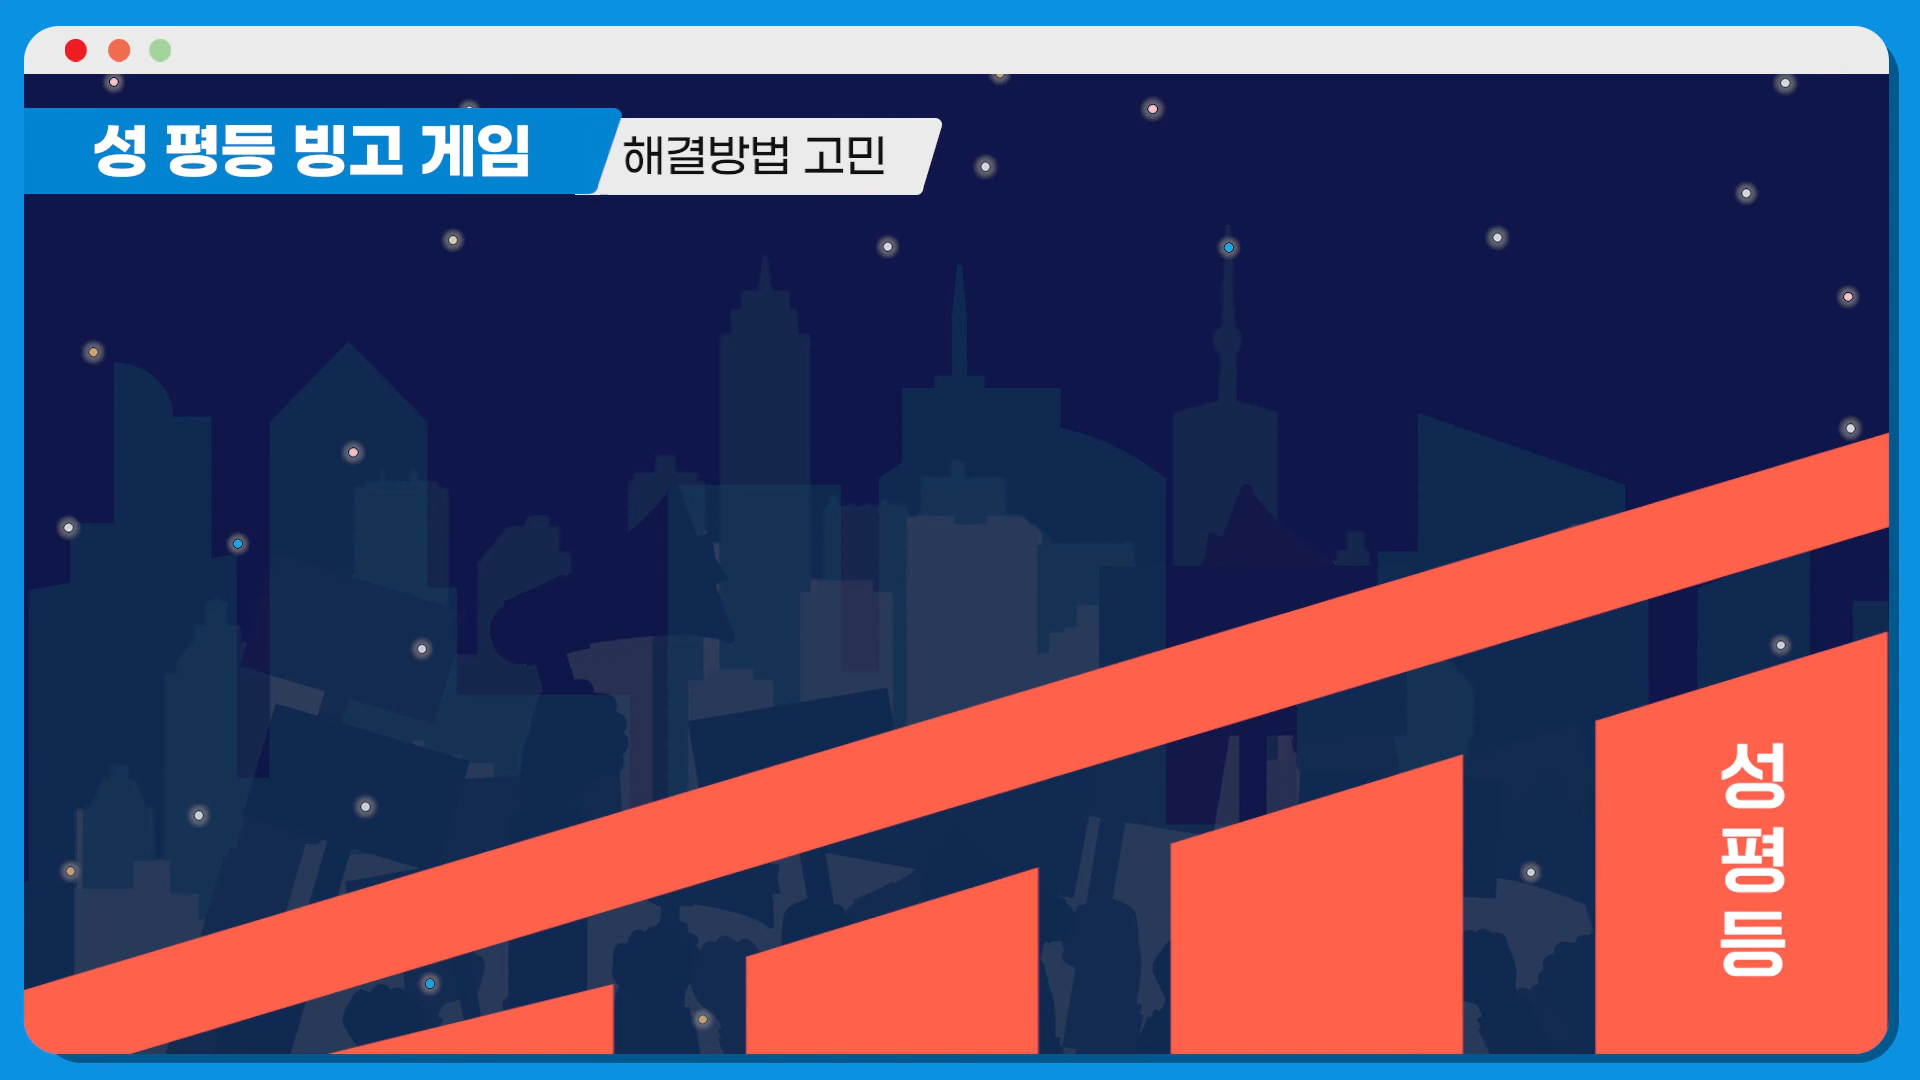 성 평등 빙고 게임
해결방법 고민
성평등